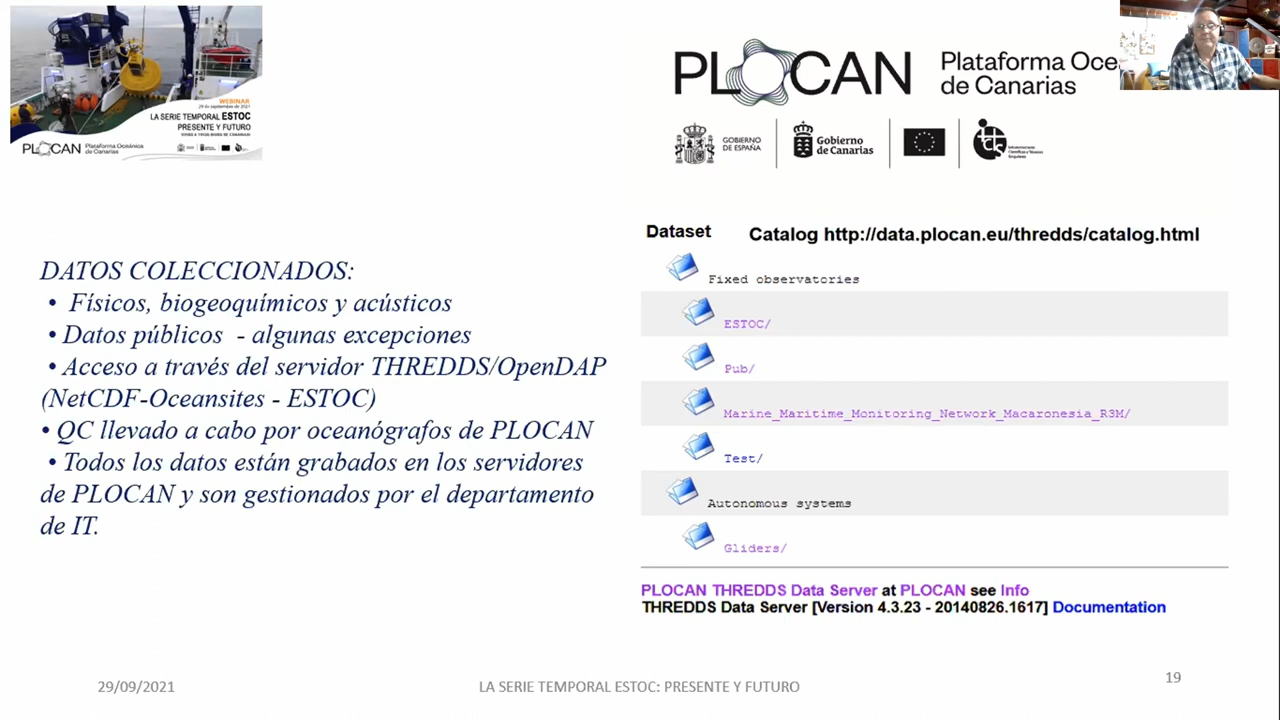 WEBINAR
29 de septiembre de 2021
LA SERIE TEMPORAL ESTOC
PRESENTE Y FUTURO
PLOCAN Plataforma Oceánica
de Canarias
PLOCAN
Plataforma Oce
de Canarias
GOBIERNO
DE ESPAÑA
Gobierno
de Canarias
DATOS COLECCIONADOS:
• Físicos, biogeoquímicos y acústicos
• Datos públicos - algunas excepciones
• Acceso a través del servidor THREDDS/OpenDAP
(NetCDF-Oceansites - ESTOC)
• QC llevado a cabo por oceanógrafos de PLOCAN
• Todos los datos están grabados en los servidores
de PLOCAN y son gestionados por el departamento
de IT.
Dataset Catalog http://data.plocan.eu/thredds/catalog.html
Fixed observatories
ESTOC/
Pub/
Marine_Maritime_Monitoring_Network_Macaronesia_R3M/
Test/
Autonomous systems
Gliders/
PLOCAN THREDDS Data Server at PLOCAN see Info
THREDDS Data Server [Version 4.3.23 - 20140826.1617] Documentation
29/09/2021
LA SERIE TEMPORAL ESTOC: PRESENTE Y FUTURO
19